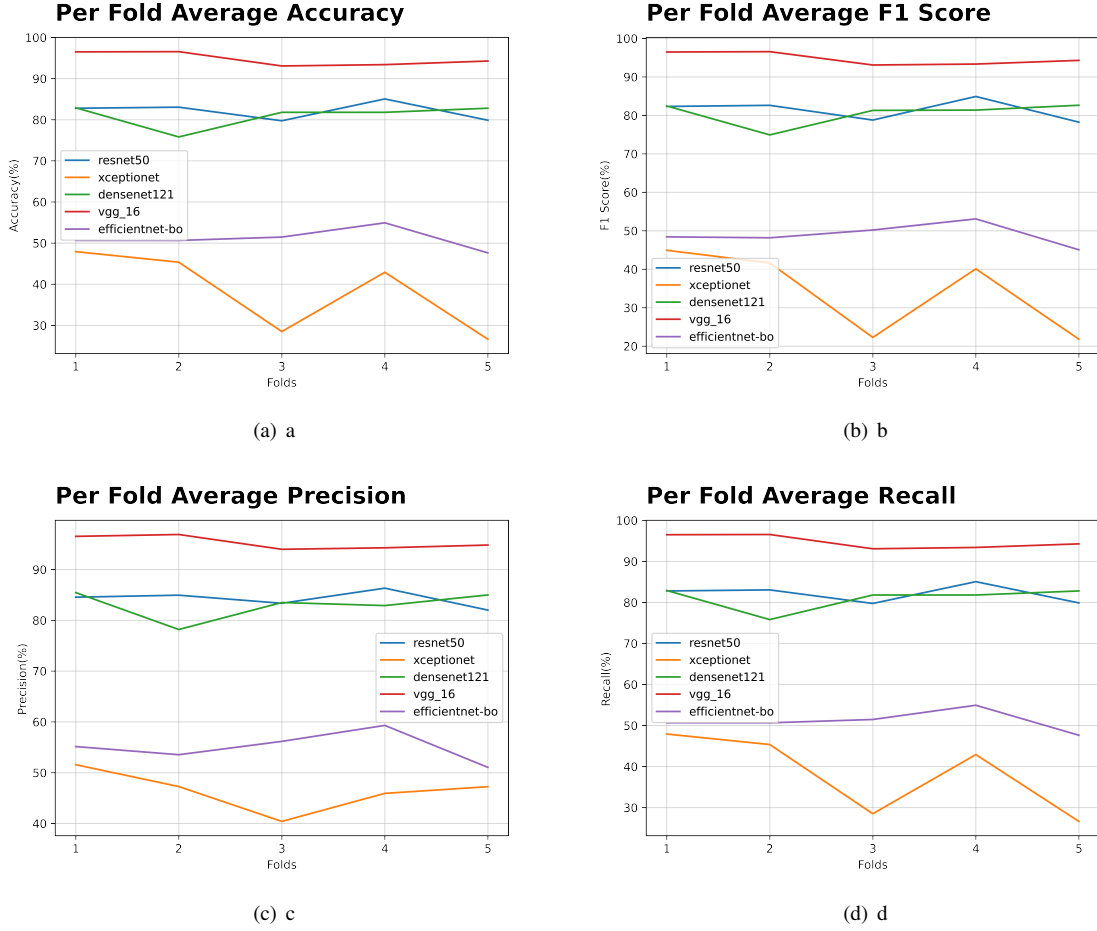 Per Fold Average Accuracy
100
90
80
70
60
50
40
30
Accuracy(%)
resnet50
xceptionet
densenet121
vgg_16
efficientnet-bo
1 2 3 4 5
Folds
(a) a
Per Fold Average F1 Score
100
90
80
70
60
50
40
30
20
F1 Score(%)
resnet50
xceptionet
densenet121
vgg_16
efficientnet-bo
1 2 3 4 5
Folds
(b) b
Per Fold Average Precision
90
80
70
60
50
40
Precision(%)
resnet50
xceptionet
densenet121
vgg_16
efficientnet-bo
1 2 3 4 5
Folds
(c) c
Per Fold Average Recall
100
90
80
70
60
50
40
30
Recall(%)
resnet50
xceptionet
densenet121
vgg_16
efficientnet-bo
1 2 3 4 5
Folds
(d) d